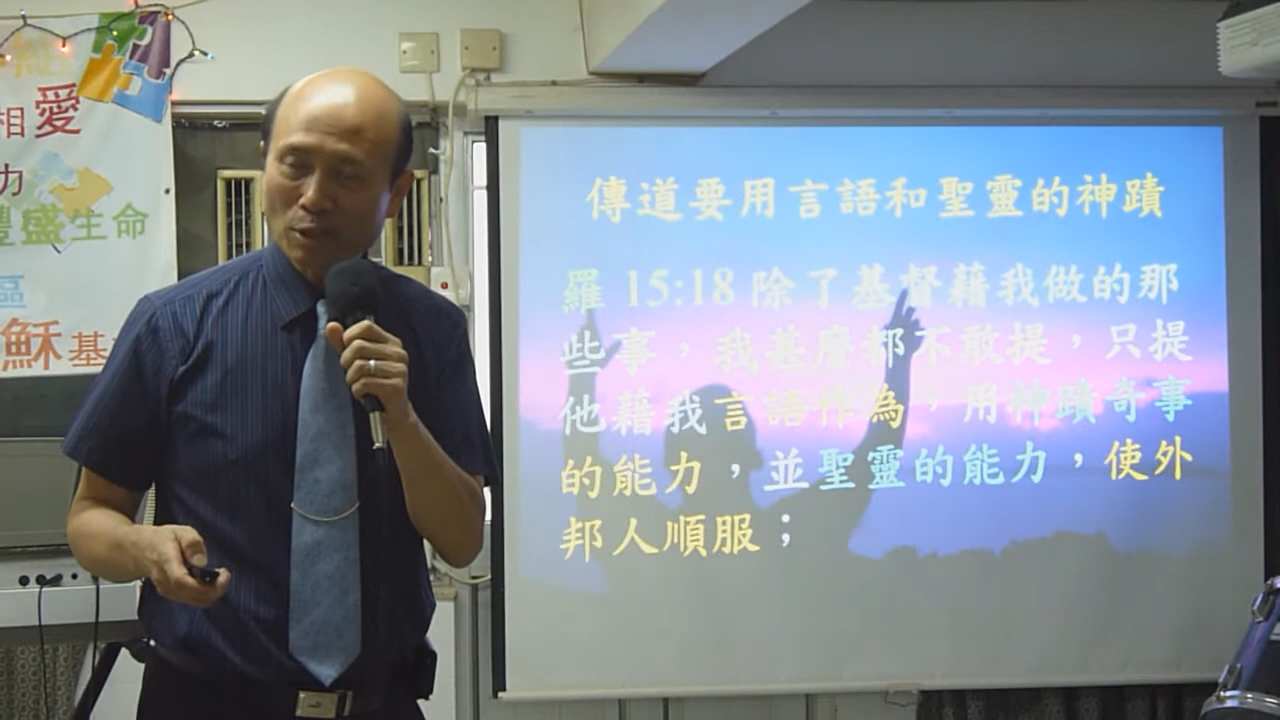 相愛
力
豐盛生命
區
穌基
傳道要用言語和聖靈的神蹟
羅 15:18 除了基督藉我做的那
些事，我甚麼都不敢提，只提
他藉我言語作為，用神蹟奇事
的能力，並聖靈的能力，使外
邦人順服；